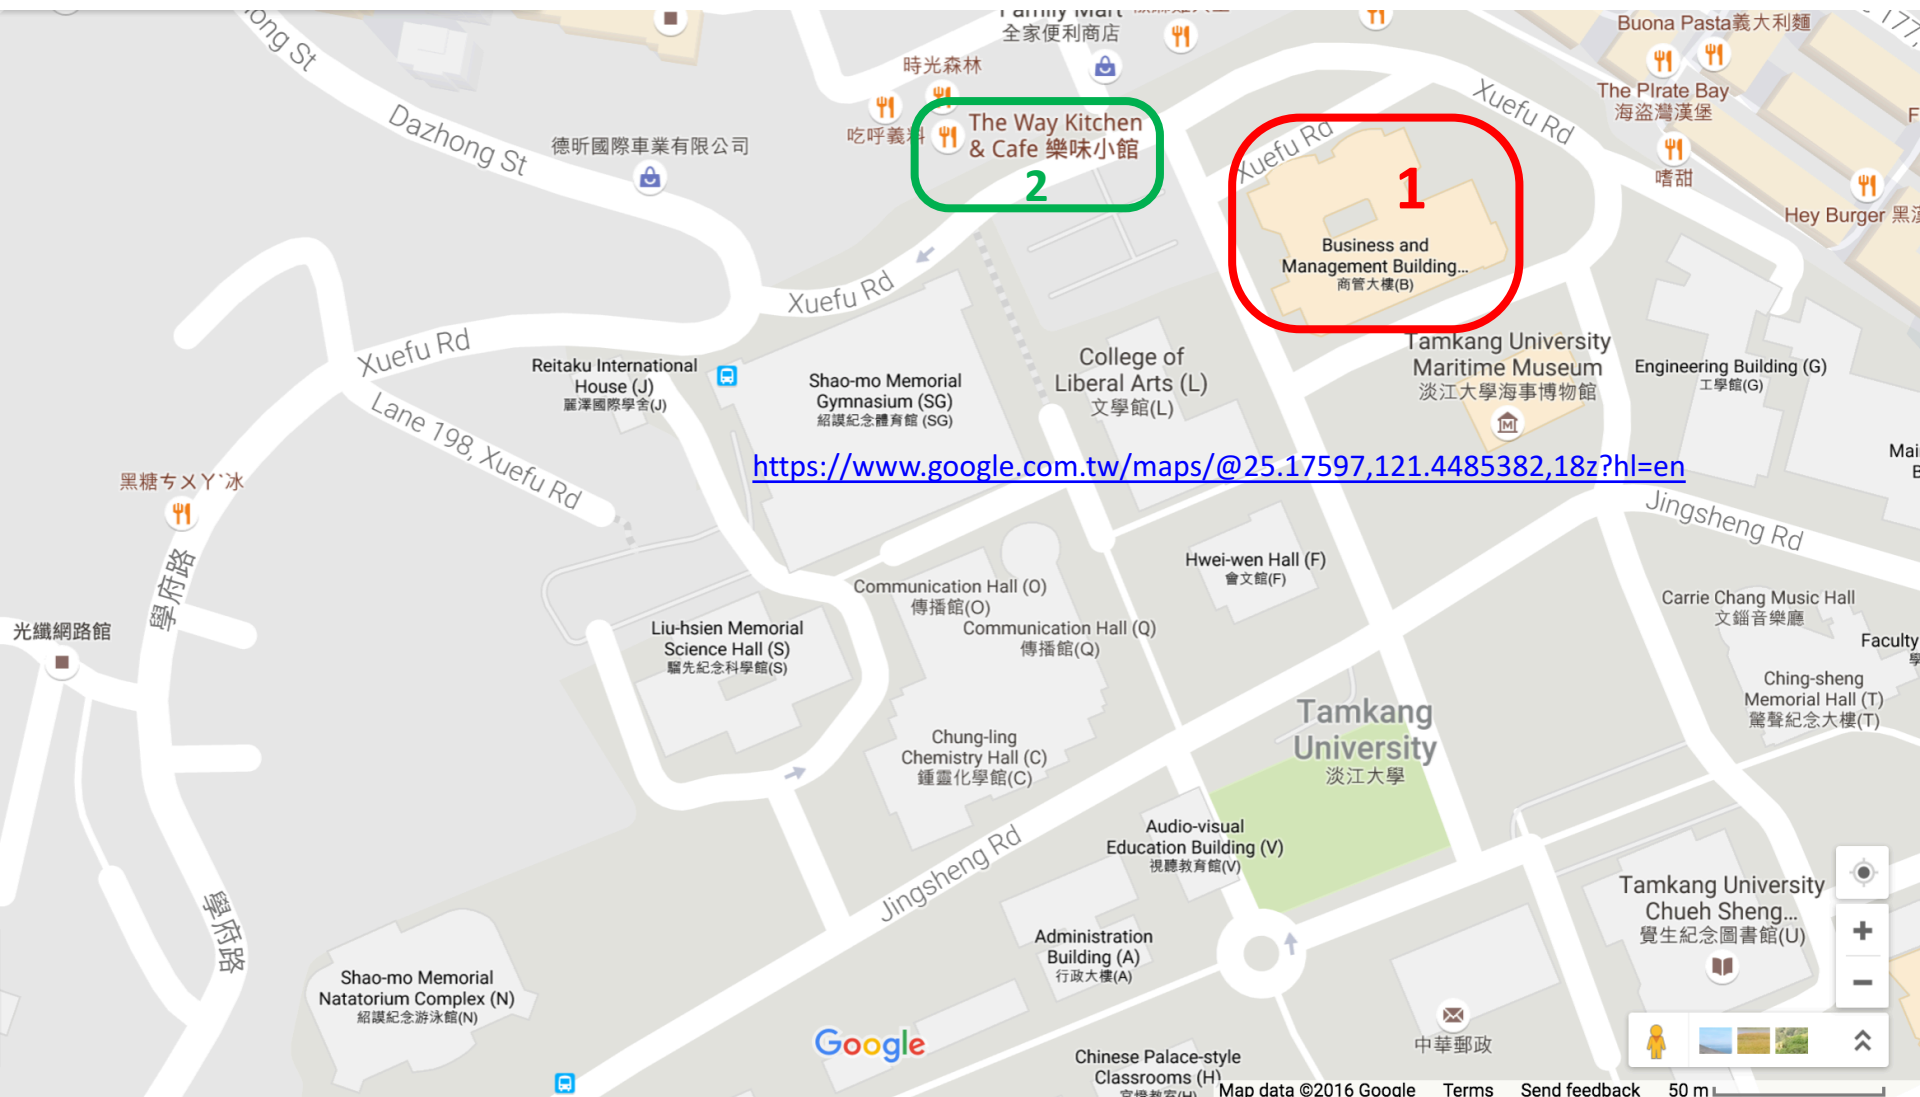 Dazhong St
全家便利商店
Buona Pasta義大利麵
時光森林
The PIrate Bay
海盜灣漢堡
Xuefu Rd
吃呼義料
The Way Kitchen
& Cafe 樂味小館
2
德昕國際車業有限公司
Xuefu Rd
1
嗜甜
Hey Burger
Business and
Management Building...
商管大樓(B)
Xuefu Rd
Xuefu Rd
Reitaku International
House (J)
麗澤國際學舍(J)
Shao-mo Memorial
Gymnasium (SG)
紹謨紀念體育館 (SG)
College of
Liberal Arts (L)
文學館(L)
Tamkang University
Maritime Museum
淡江大學海事博物館
Engineering Building (G)
工學館(G)
Lane 198, Xuefu Rd
https://www.google.com.tw/maps/@25.17597,121.4485382,18z?hl=en
黑糖ㄘㄨㄚˋ冰
Jingsheng Rd
學府路
Hwei-wen Hall (F)
會文館(F)
Communication Hall (O)
傳播館(O)
Communication Hall (Q)
傳播館(Q)
Carrie Chang Music Hall
文錙音樂廳
光纖網路館
Liu-hsien Memorial
Science Hall (S)
騮先紀念科學館(S)
Faculty
Ching-sheng
Memorial Hall (T)
驚聲紀念大樓(T)
Tamkang
University
淡江大學
Chung-ling
Chemistry Hall (C)
鍾靈化學館(C)
Audio-visual
Education Building (V)
視聽教育館(V)
Jingsheng Rd
學府路
Tamkang University
Chueh Sheng...
覺生紀念圖書館(U)
Administration
Building (A)
行政大樓(A)
Shao-mo Memorial
Natatorium Complex (N)
紹謨紀念游泳館(N)
中華郵政
Google
Chinese Palace-style
Classrooms (H)
Map data ©2016 Google Terms Send feedback 50 m